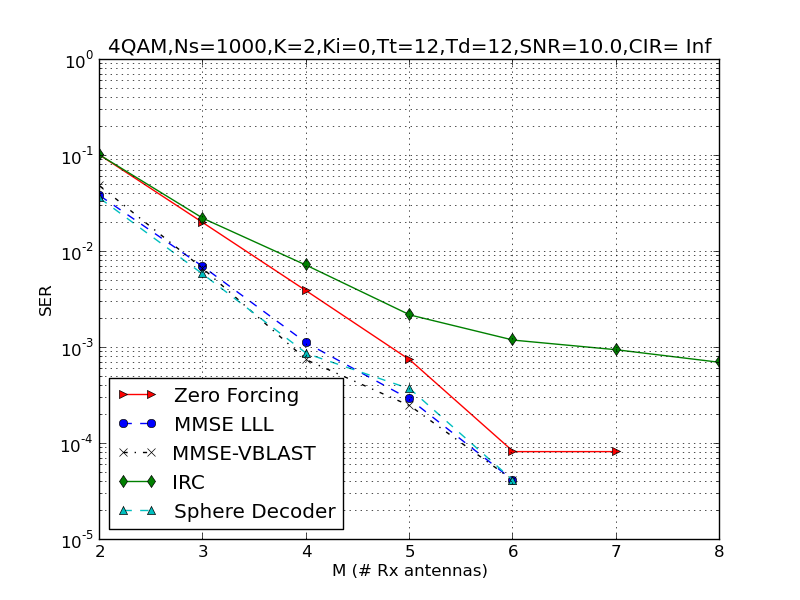 4QAM,Ns=1000,K=2,Ki=0,Tt=12,Td=12,SNR=10.0,CIR= Inf
10^0
10^-1
10^-2
10^-3
10^-4
10^-5
SER
Zero Forcing
MMSE LLL
MMSE-VBLAST
IRC
Sphere Decoder
2 3 4 5 6 7 8
M (# Rx antennas)